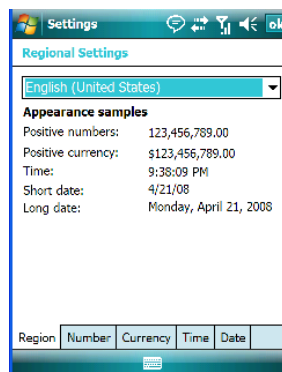 Settings
ok
Regional Settings
English (United States)
Appearance samples
Positive numbers: 123,456,789.00
Positive currency: $123,456,789.00
Time: 9:38:09 PM
Short date: 4/21/08
Long date: Monday, April 21, 2008
Region Number Currency Time Date